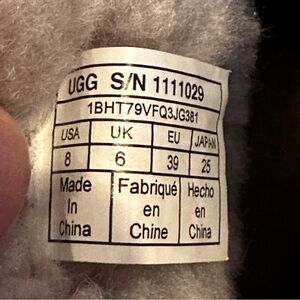 UGG S/N 1111029
1BHT79VFQ3JG381
USA UK EU JAPAN
8 6 39 25
Made Fabriqué Hecho
In en en
China Chine China